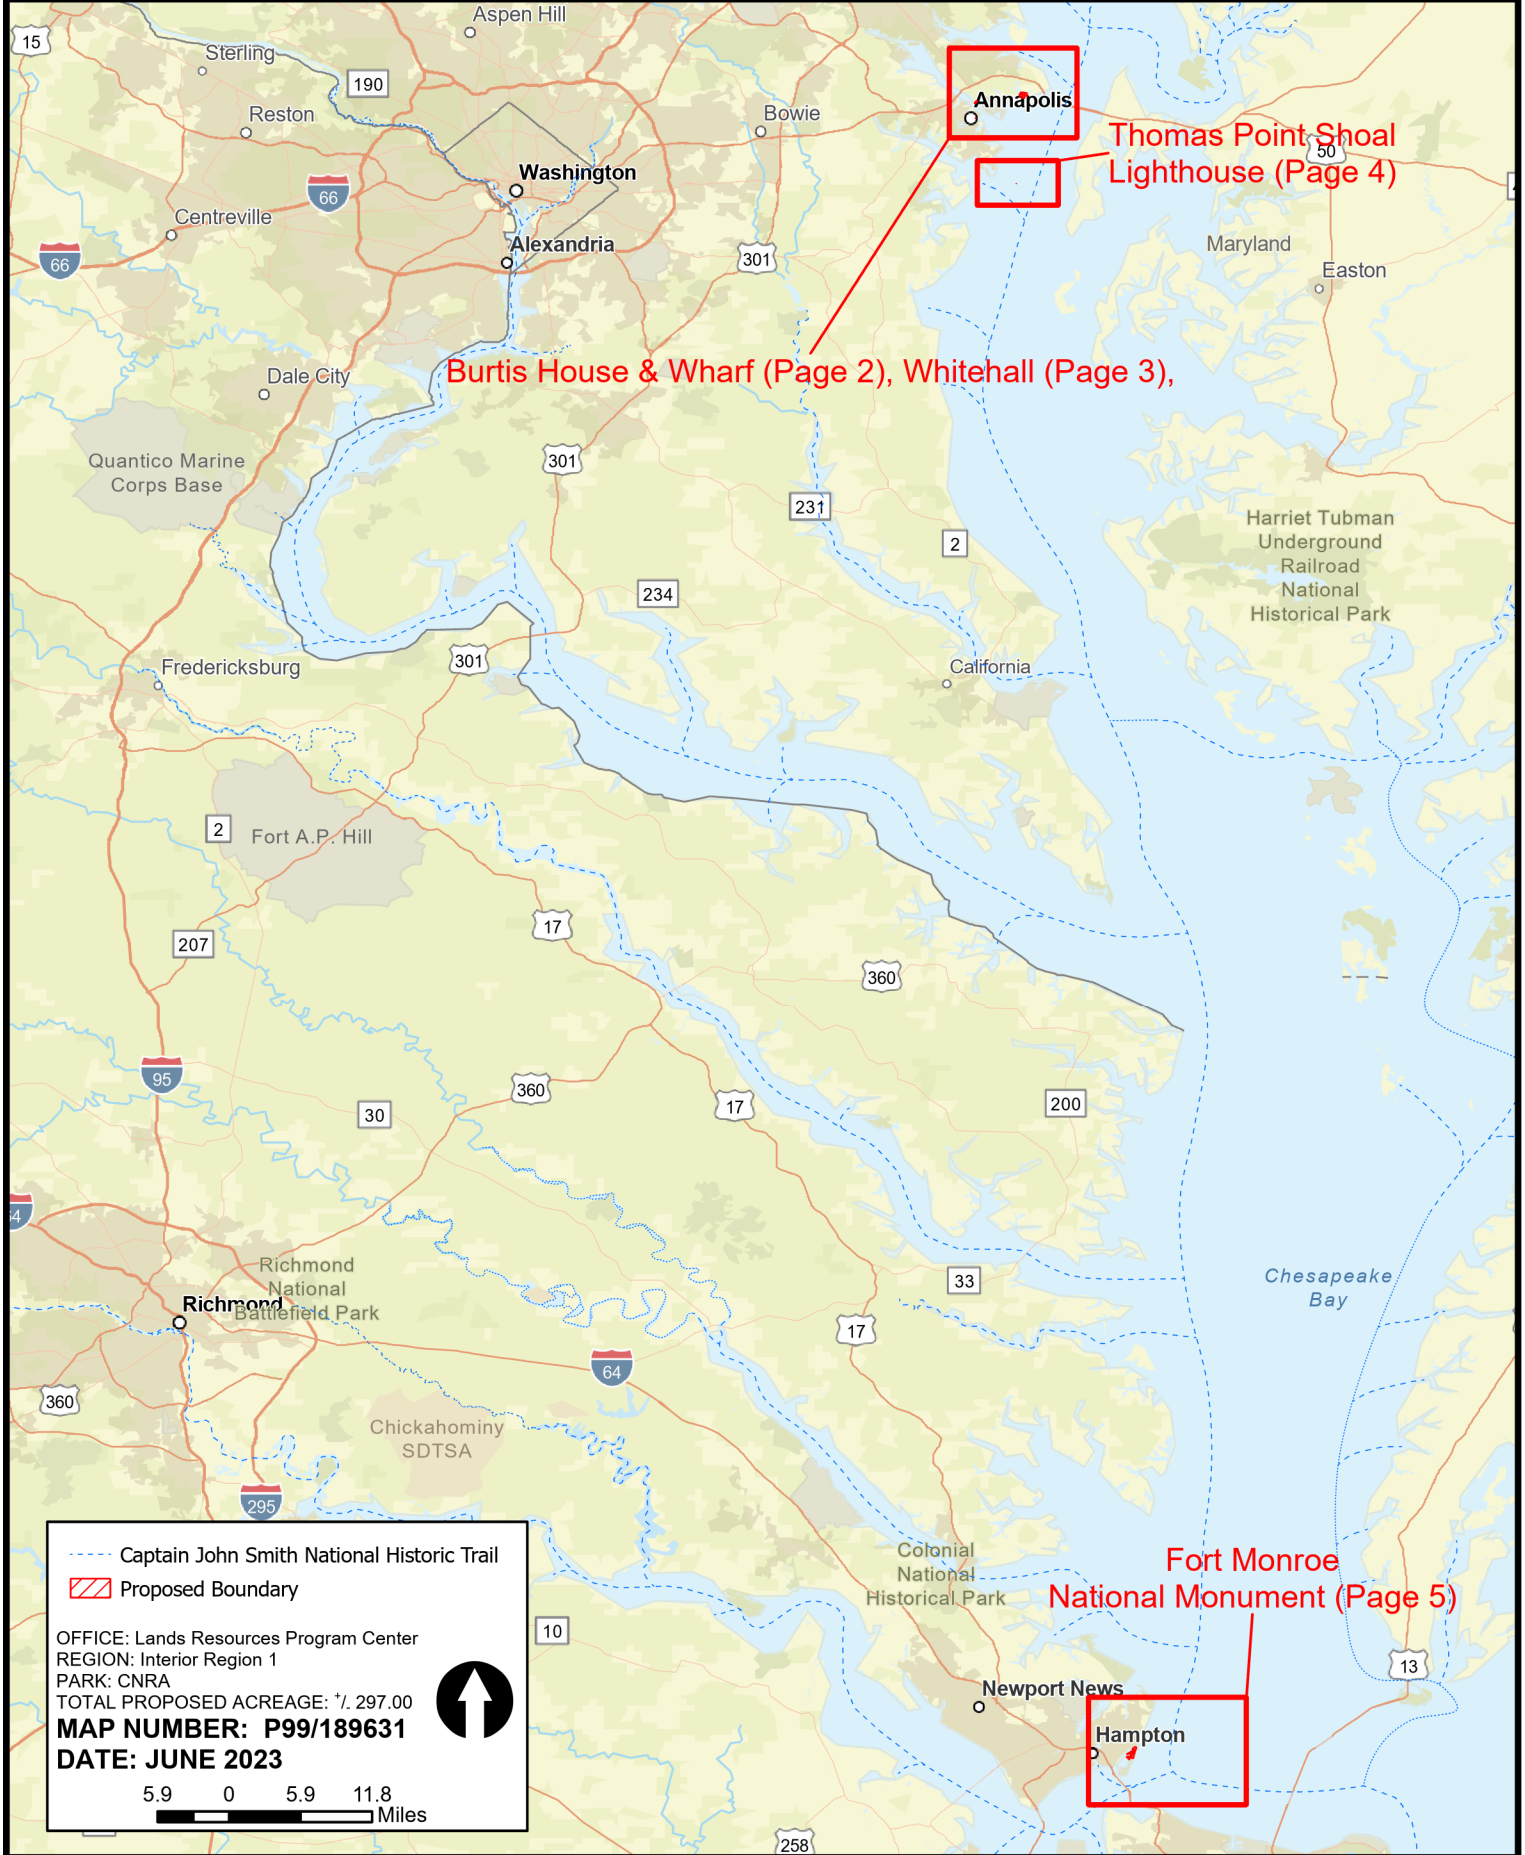 Aspen Hill
15
Sterling
190
Reston
Annapolis
Bowie
Thomas Point Shoal
Lighthouse (Page 4)
50
Washington
66
Centreville
Alexandria
66
301
Maryland
Easton
Burtis House & Wharf (Page 2), Whitehall (Page 3),
Dale City
Quantico Marine
Corps Base
301
231
2
Harriet Tubman
Underground
Railroad
National
Historical Park
234
301
Fredericksburg
California
2
Fort A.P. Hill
17
207
360
95
360
30
17
200
64
Richmond
National
Battlefield Park
Richmond
33
Chesapeake
Bay
17
64
360
Chickahominy
SDTSA
295
Captain John Smith National Historic Trail
Proposed Boundary
OFFICE: Lands Resources Program Center
REGION: Interior Region 1
PARK: CNRA
TOTAL PROPOSED ACREAGE: +/- 297.00
MAP NUMBER: P99/189631
DATE: JUNE 2023
5.9 0 5.9 11.8
Miles
Colonial
National
Historical Park
Fort Monroe
National Monument (Page 5)
10
13
Newport News
Hampton
258